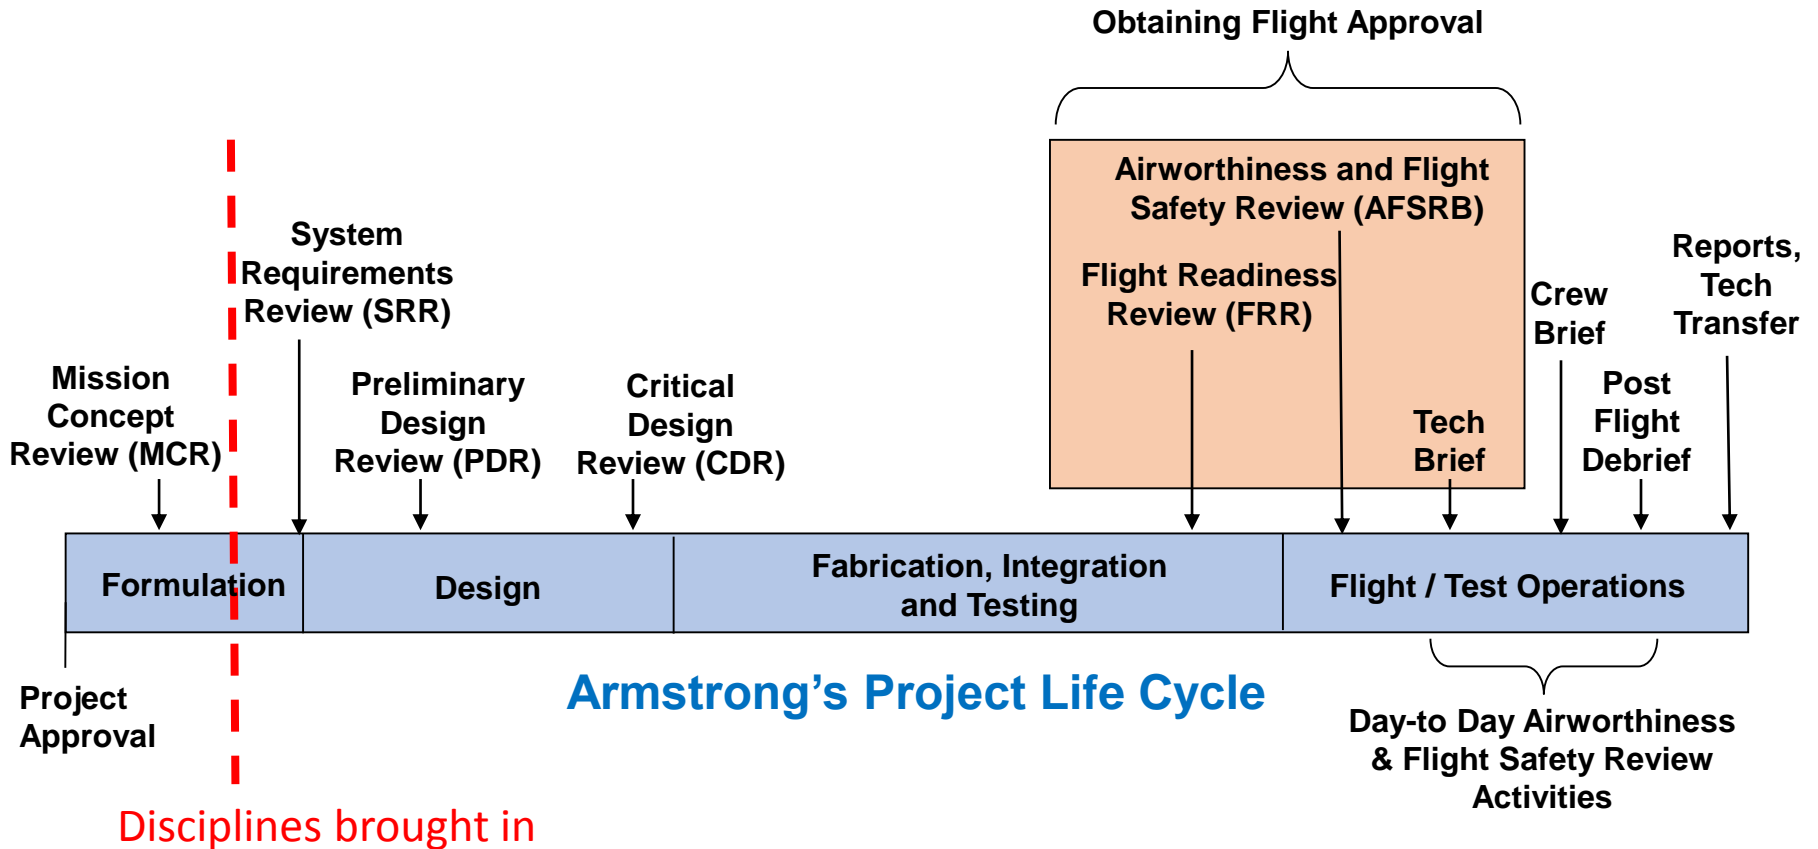 Obtaining Flight Approval
Airworthiness and Flight
Safety Review (AFSRB)
System
Requirements
Review (SRR)
Flight Readiness
Review (FRR)
Reports,
Tech
Transfer
Crew
Brief
Mission
Concept
Review (MCR)
Preliminary
Design
Review (PDR)
Critical
Design
Review (CDR)
Tech
Brief
Post
Flight
Debrief
Formulation
Design
Fabrication, Integration
and Testing
Flight / Test Operations
Project
Approval
Armstrong’s Project Life Cycle
Day-to Day Airworthiness
& Flight Safety Review
Activities
Disciplines brought in